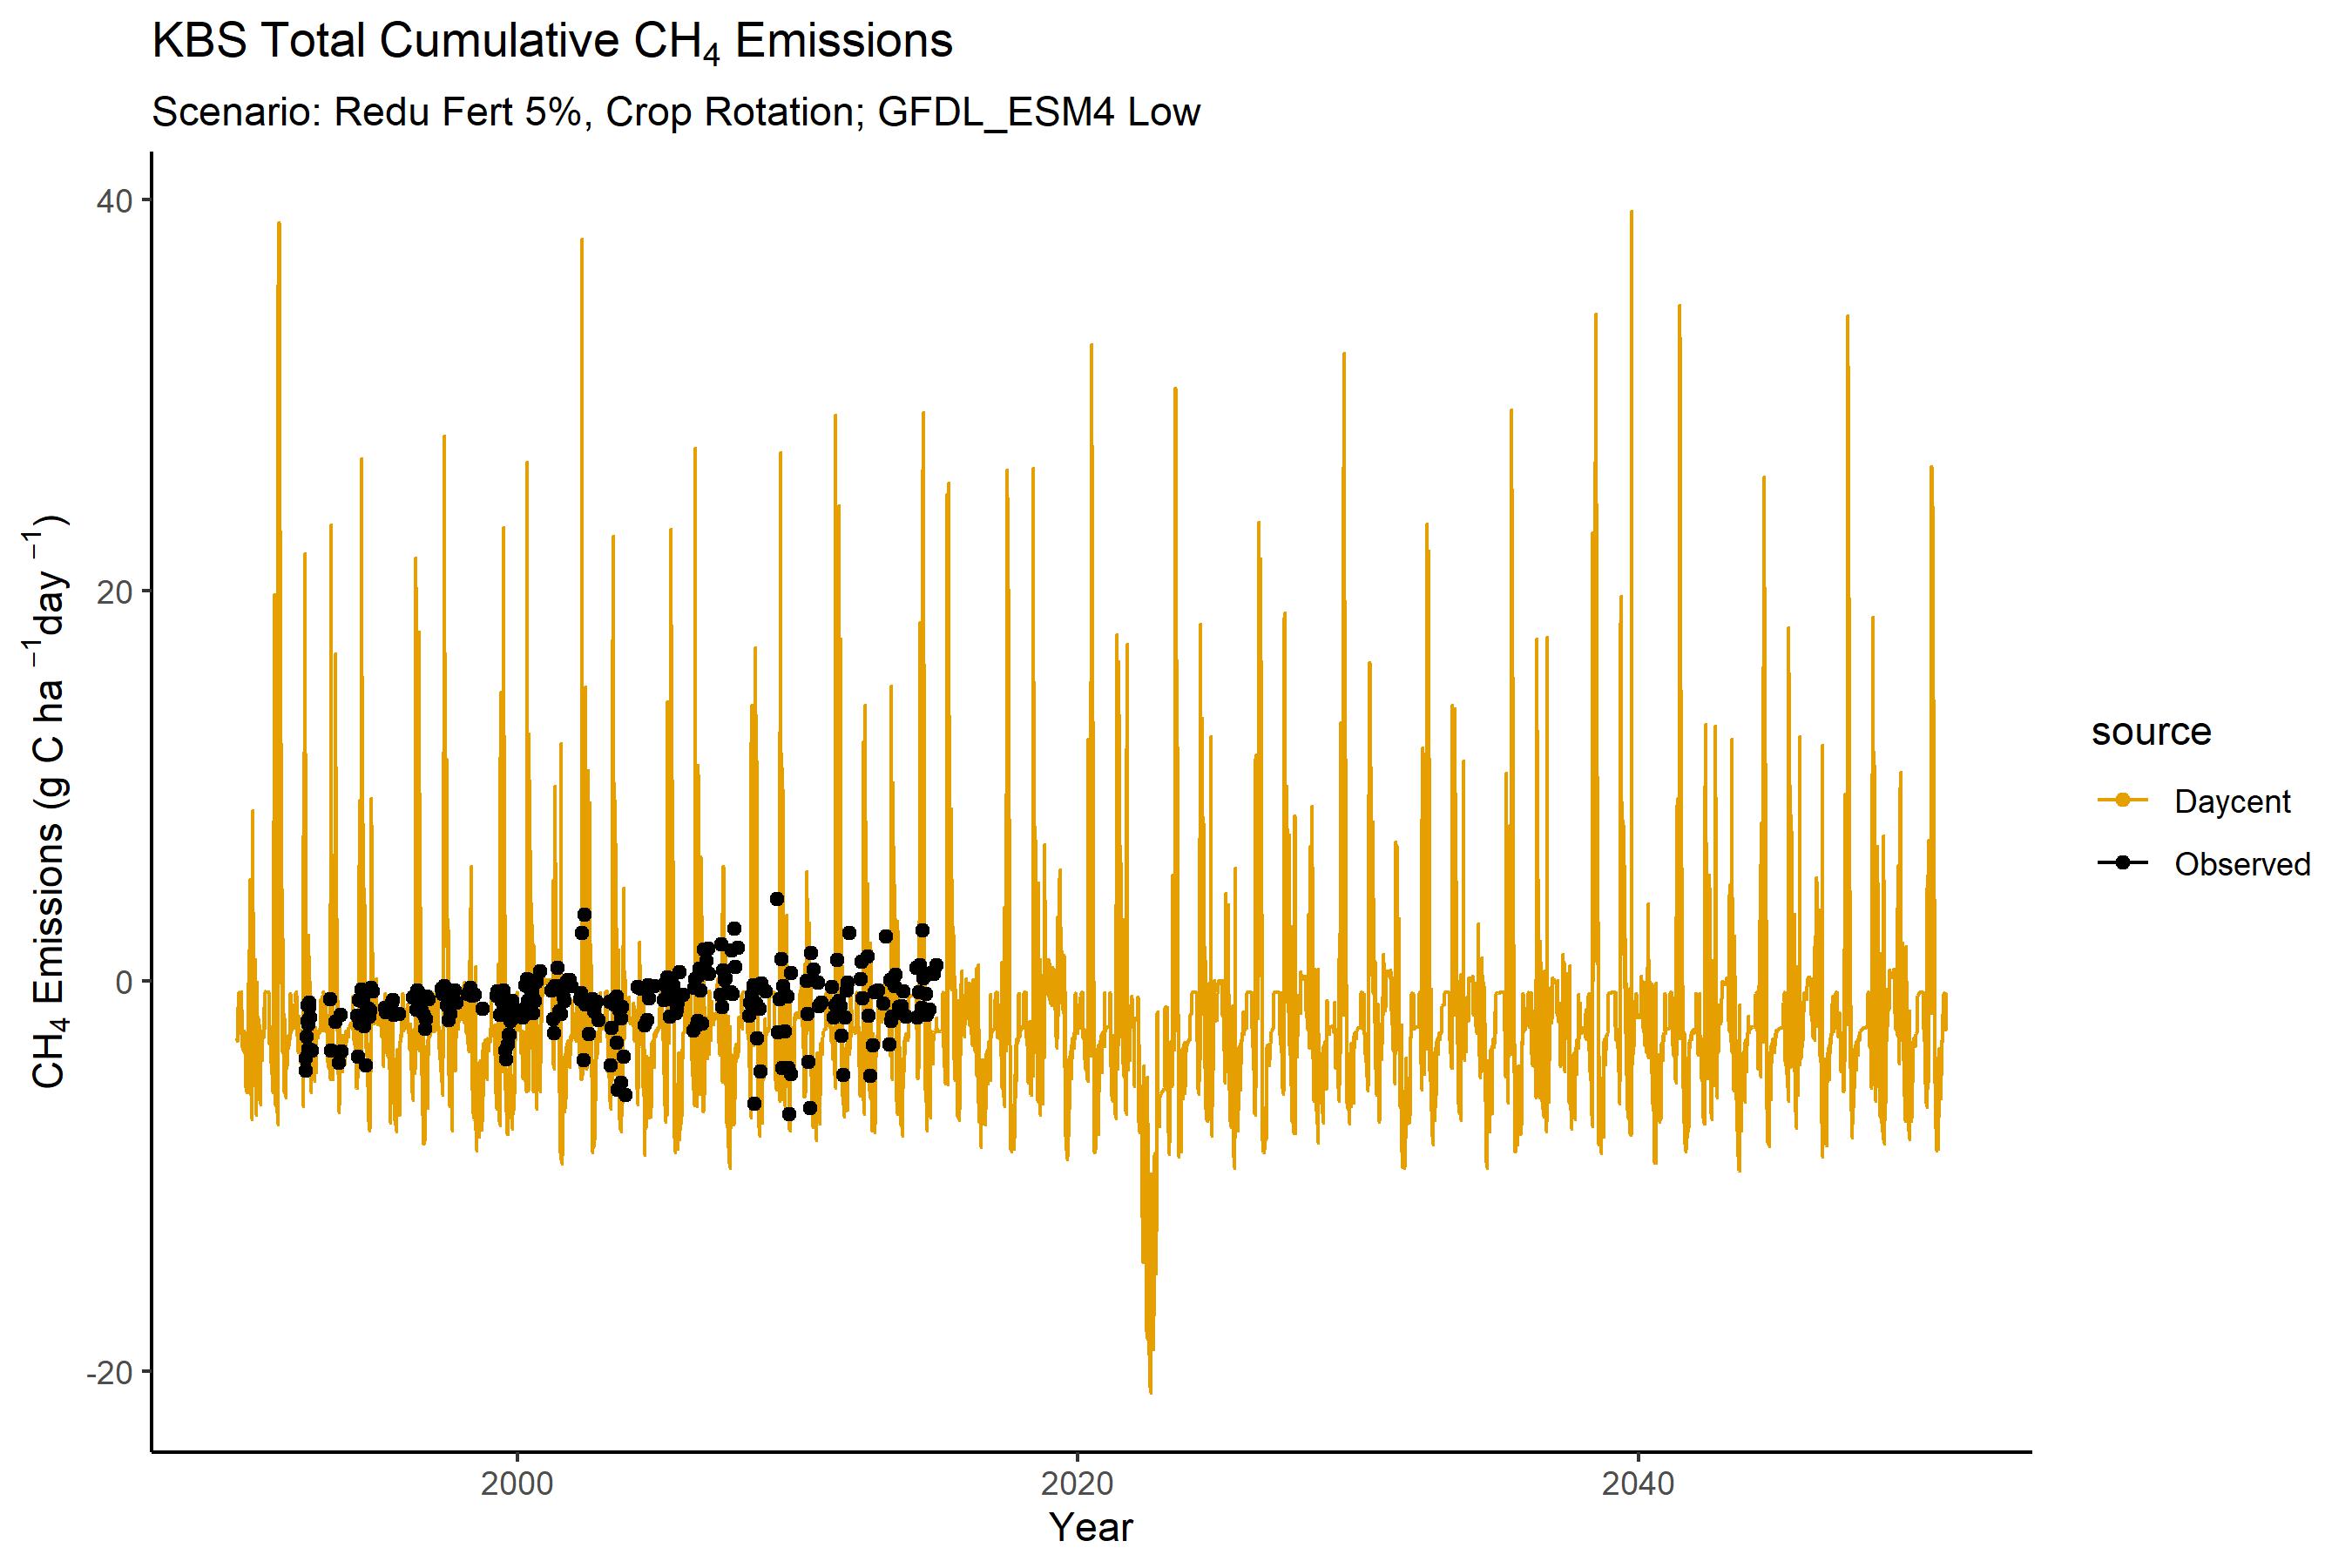 KBS Total Cumulative CH₄ Emissions
Scenario: Redu Fert 5%, Crop Rotation; GFDL_ESM4 Low
CH₄ Emissions (g C ha ⁻¹day ⁻¹)
40
20
0
-20
2000
2020
2040
Year
source
Daycent
Observed